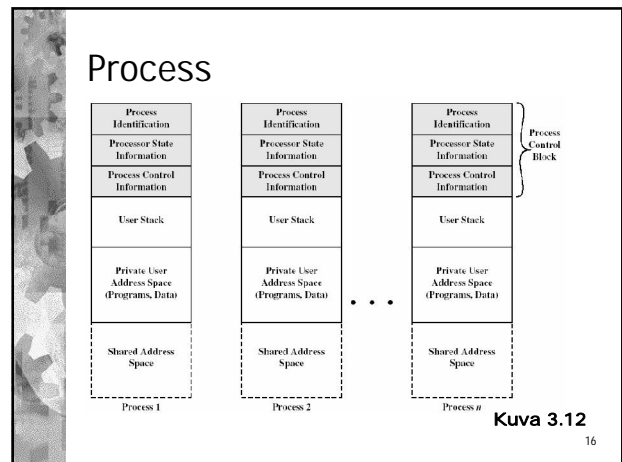 Process
Process
Identification
Processor State
Information
Process Control
Information
User Stack
Private User
Address Space
(Programs, Data)
Shared Address
Space
Process 1
Process
Identification
Processor State
Information
Process Control
Information
User Stack
Private User
Address Space
(Programs, Data)
Shared Address
Space
Process 2
• • •
Process
Identification
Processor State
Information
Process Control
Information
User Stack
Private User
Address Space
(Programs, Data)
Shared Address
Space
Process n
Process
Control
Block
Kuva 3.12
16